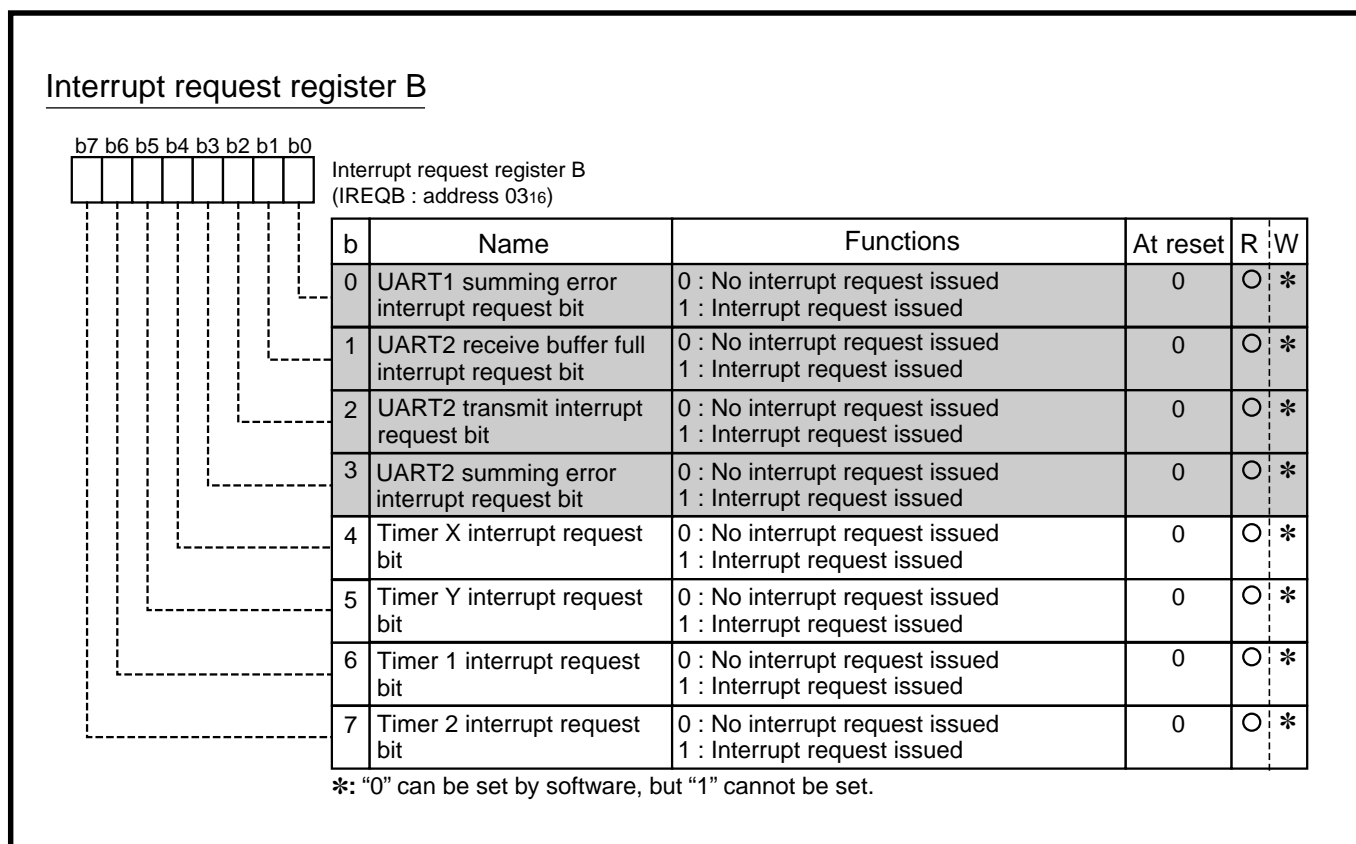 Interrupt request register B
b7 b6 b5 b4 b3 b2 b1 b0
Interrupt request register B
(IREQB : address 0316)
b Name Functions At reset R W
0 UART1 summing error interrupt request bit 0 : No interrupt request issued 0 O ✻
1 : Interrupt request issued
1 UART2 receive buffer full interrupt request bit 0 : No interrupt request issued 0 O ✻
1 : Interrupt request issued
2 UART2 transmit interrupt request bit 0 : No interrupt request issued 0 O ✻
1 : Interrupt request issued
3 UART2 summing error interrupt request bit 0 : No interrupt request issued 0 O ✻
1 : Interrupt request issued
4 Timer X interrupt request bit 0 : No interrupt request issued 0 O ✻
1 : Interrupt request issued
5 Timer Y interrupt request bit 0 : No interrupt request issued 0 O ✻
1 : Interrupt request issued
6 Timer 1 interrupt request bit 0 : No interrupt request issued 0 O ✻
1 : Interrupt request issued
7 Timer 2 interrupt request bit 0 : No interrupt request issued 0 O ✻
1 : Interrupt request issued
✻: “0” can be set by software, but “1” cannot be set.